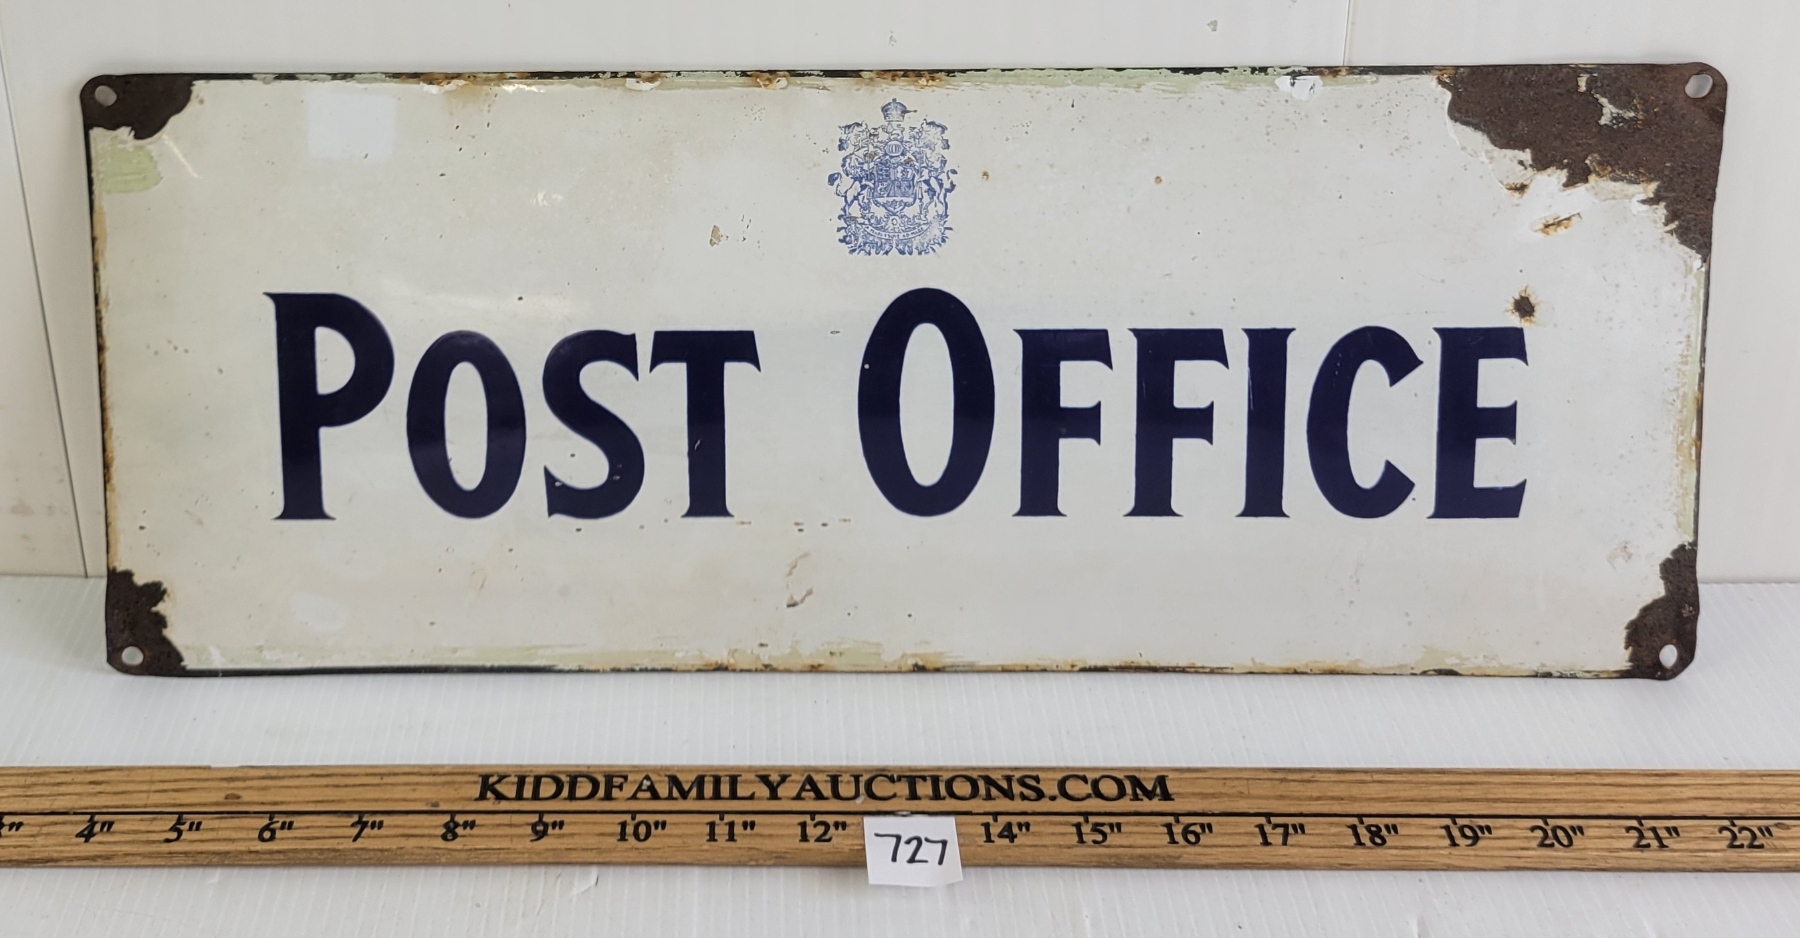 POST OFFICE
KIDDFAMILYAUCTIONS.COM
4" 5" 6" 7" 8" 9" 10" 11" 12" 14" 15" 16" 17" 18" 19" 20" 21" 22"
727